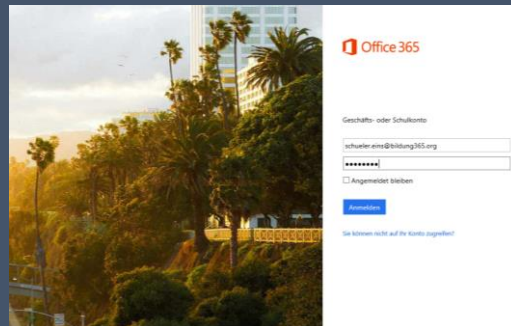 Office 365
Geschäfts- oder Schulkonto
schueler.eins@bildung365.org
••••••••
Angemeldet bleiben
Anmelden
Sie können nicht auf Ihr Konto zugreifen?